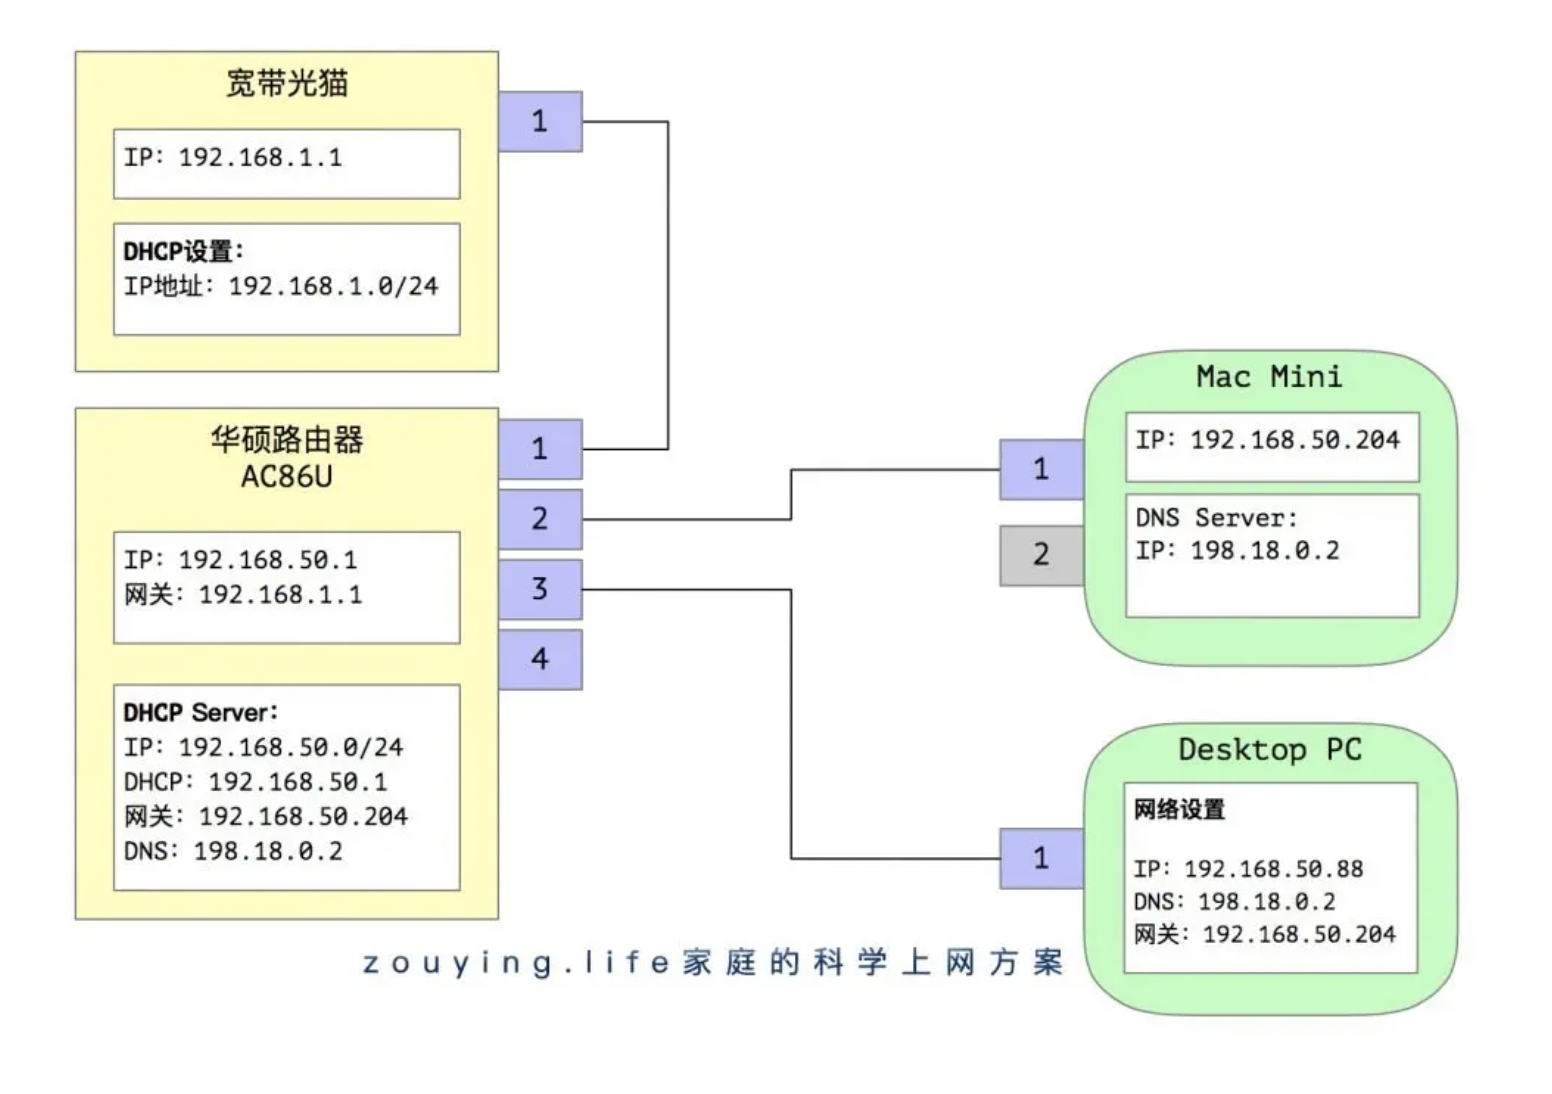 宽带光猫
1
IP: 192.168.1.1
DHCP设置:
IP地址: 192.168.1.0/24
华硕路由器
AC86U
1
2
3
4
IP: 192.168.50.1
网关: 192.168.1.1
DHCP Server:
IP: 192.168.50.0/24
DHCP: 192.168.50.1
网关: 192.168.50.204
DNS: 198.18.0.2
Mac Mini
1
2
IP: 192.168.50.204
DNS Server:
IP: 198.18.0.2
Desktop PC
1
网络设置
IP: 192.168.50.88
DNS: 198.18.0.2
网关: 192.168.50.204
zouying.life家庭的科学上网方案